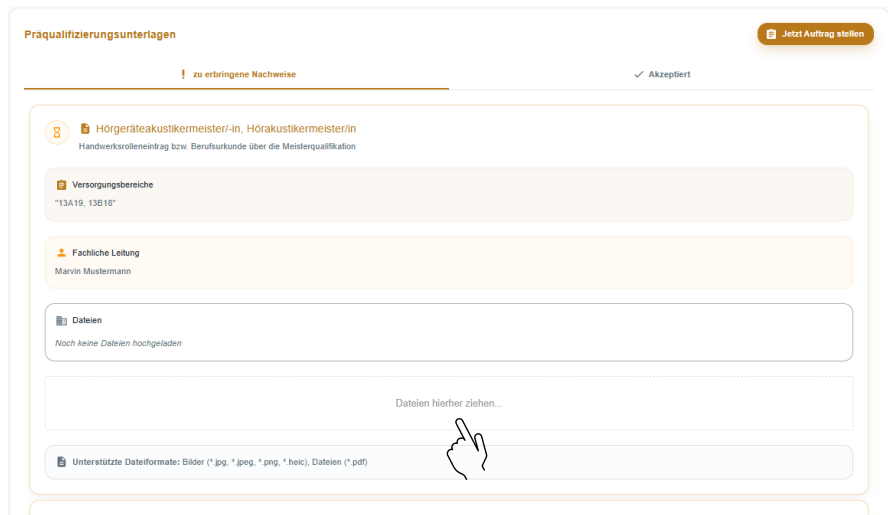 Präqualifizierungsunterlagen
Jetzt Auftrag stellen
! zu erbringene Nachweise
Akzeptiert
Hörgeräteakustikermeister/-in, Hörakustikermeister/in
Handwerksrolleneintrag bzw. Berufsurkunde über die Meisterqualifikation
Versorgungsbereiche
"13A19, 13B18"
Fachliche Leitung
Marvin Mustermann
Dateien
Noch keine Dateien hochgeladen
Dateien hierher ziehen...
Unterstützte Dateiformate: Bilder (*.jpg, *.jpeg, *.png, *.heic), Dateien (*.pdf)